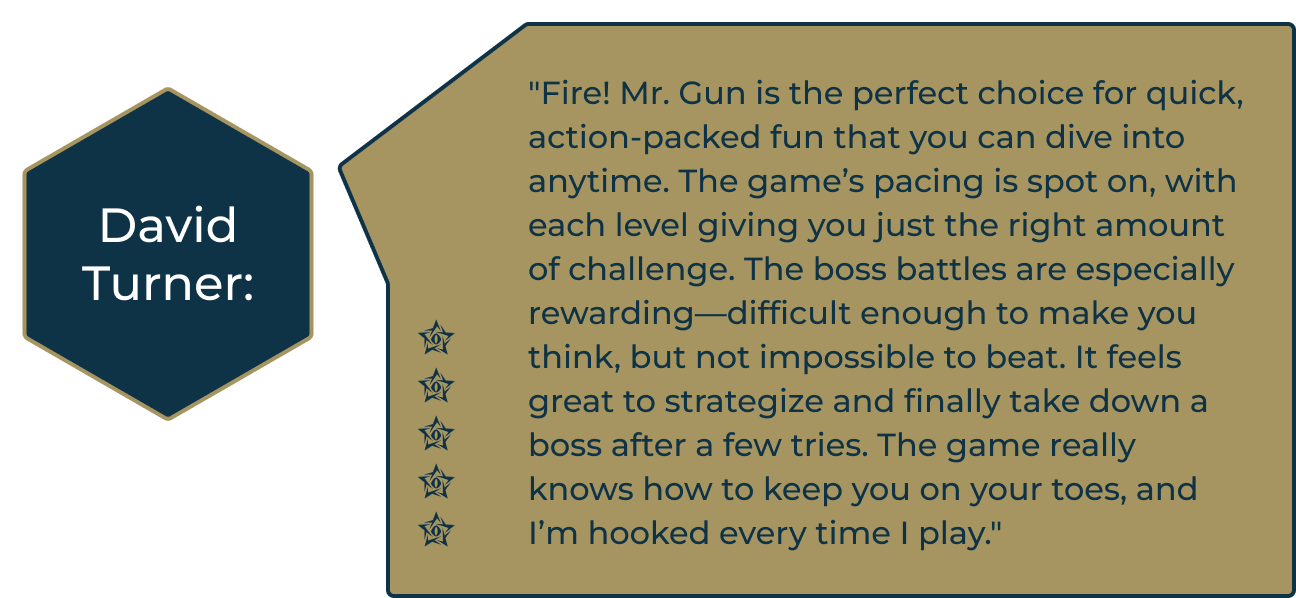 David
Turner:
"Fire! Mr. Gun is the perfect choice for quick,
action-packed fun that you can dive into
anytime. The game’s pacing is spot on, with
each level giving you just the right amount
of challenge. The boss battles are especially
rewarding—difficult enough to make you
think, but not impossible to beat. It feels
great to strategize and finally take down a
boss after a few tries. The game really
knows how to keep you on your toes, and
I’m hooked every time I play."